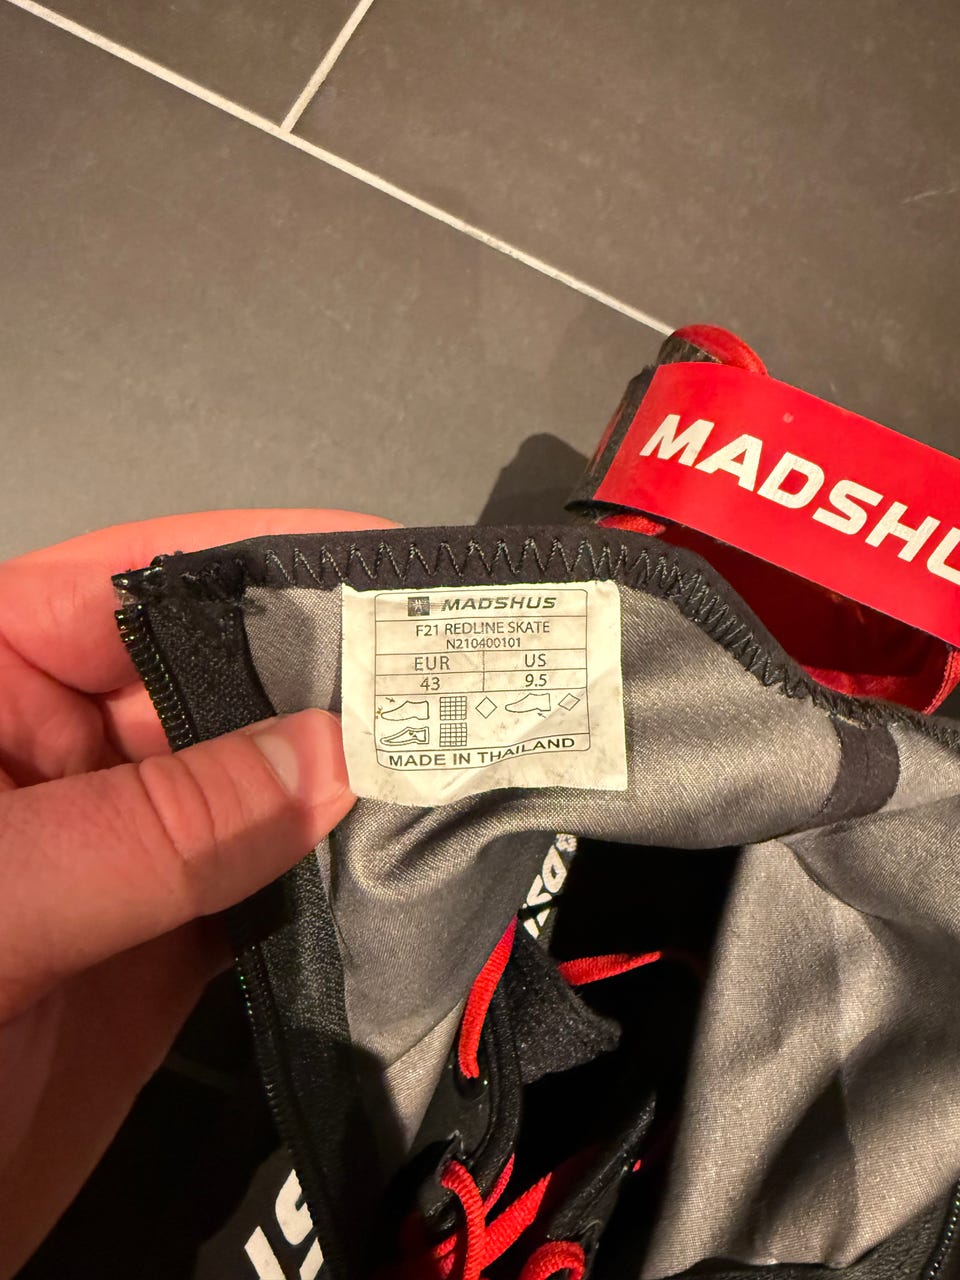 MADSHUS
MADSHUS
F21 REDLINE SKATE
N210400101
EUR US
43 9.5
MADE IN THAILAND